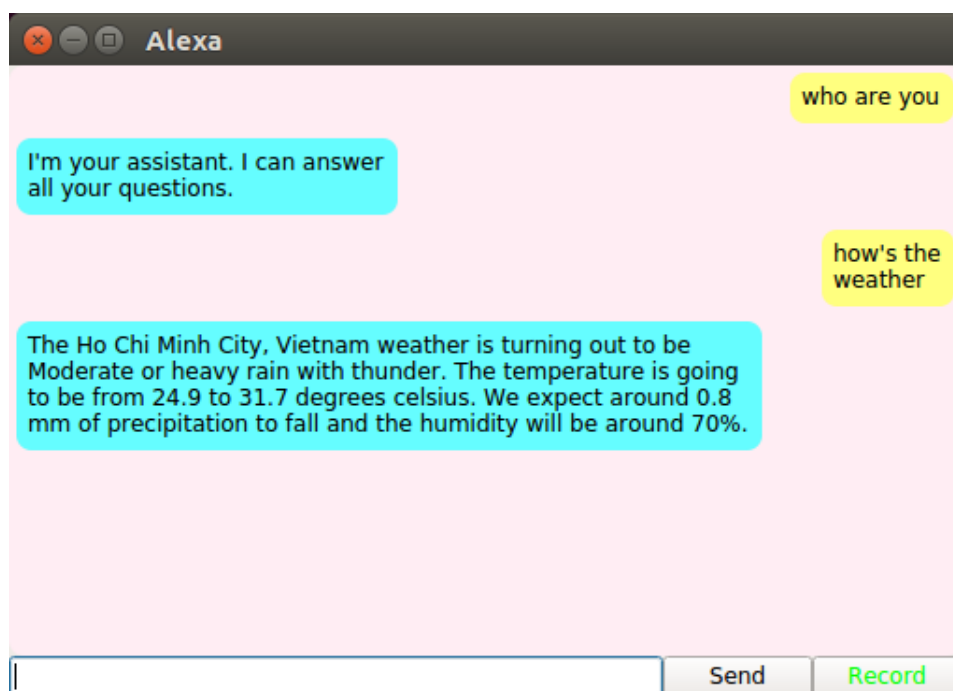 Alexa
who are you
I'm your assistant. I can answer
all your questions.
how's the
weather
The Ho Chi Minh City, Vietnam weather is turning out to be
Moderate or heavy rain with thunder. The temperature is going
to be from 24.9 to 31.7 degrees celsius. We expect around 0.8
mm of precipitation to fall and the humidity will be around 70%.
Send Record